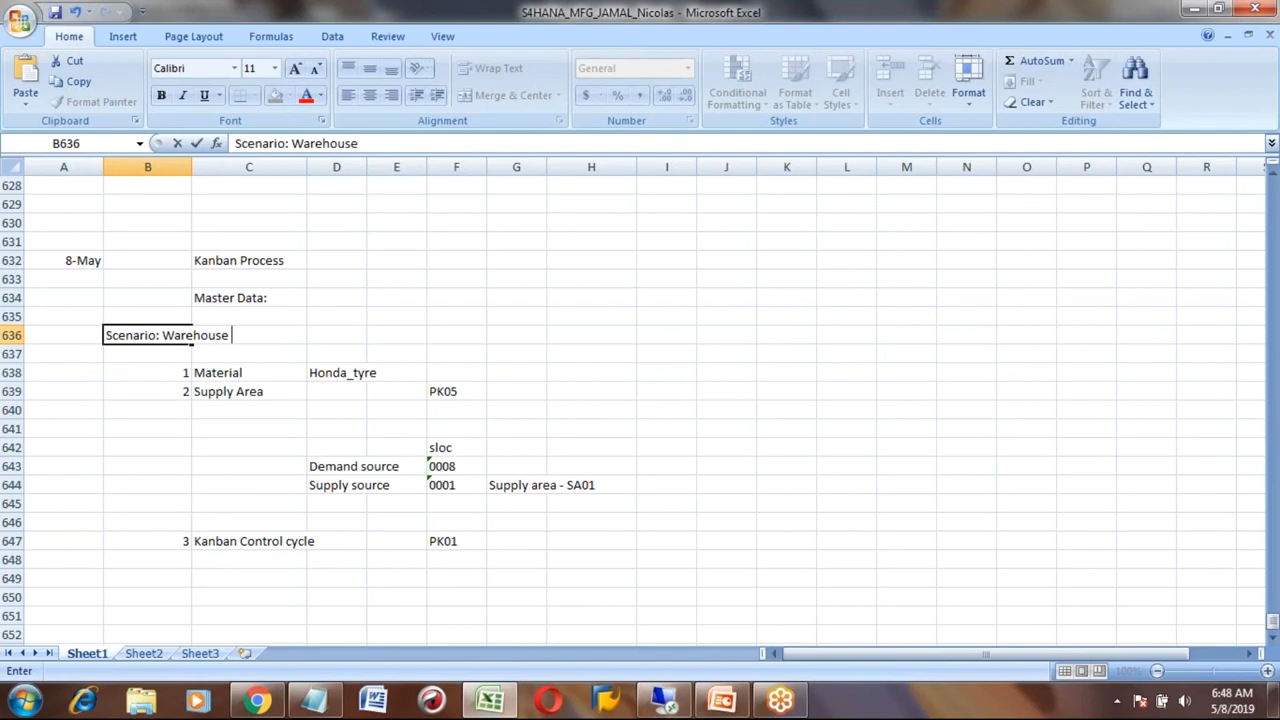 S4HANA_MFG_JAMAL_Nicolas - Microsoft Excel
Home Insert Page Layout Formulas Data Review View
Paste Cut Copy Format Painter Clipboard
Calibri 11 A A B I U A Font
Wrap Text Merge & Center Alignment
General $ % , Number
Conditional Formatting Format as Table Cell Styles Styles
Insert Delete Format Cells
AutoSum Fill Clear Sort & Filter Find & Select Editing
B636 fx Scenario: Warehouse
A B C D E F G H I J K L M N O P Q R
628
629
630
631
632 8-May Kanban Process
633
634 Master Data:
635
636 Scenario: Warehouse
637
638 1 Material Honda_tyre
639 2 Supply Area PK05
640
641
642 sloc
643 Demand source 0008
644 Supply source 0001 Supply area - SA01
645
646
647 3 Kanban Control cycle PK01
648
649
650
651
652
Sheet1 Sheet2 Sheet3
Enter 100%
6:48 AM
5/8/2019